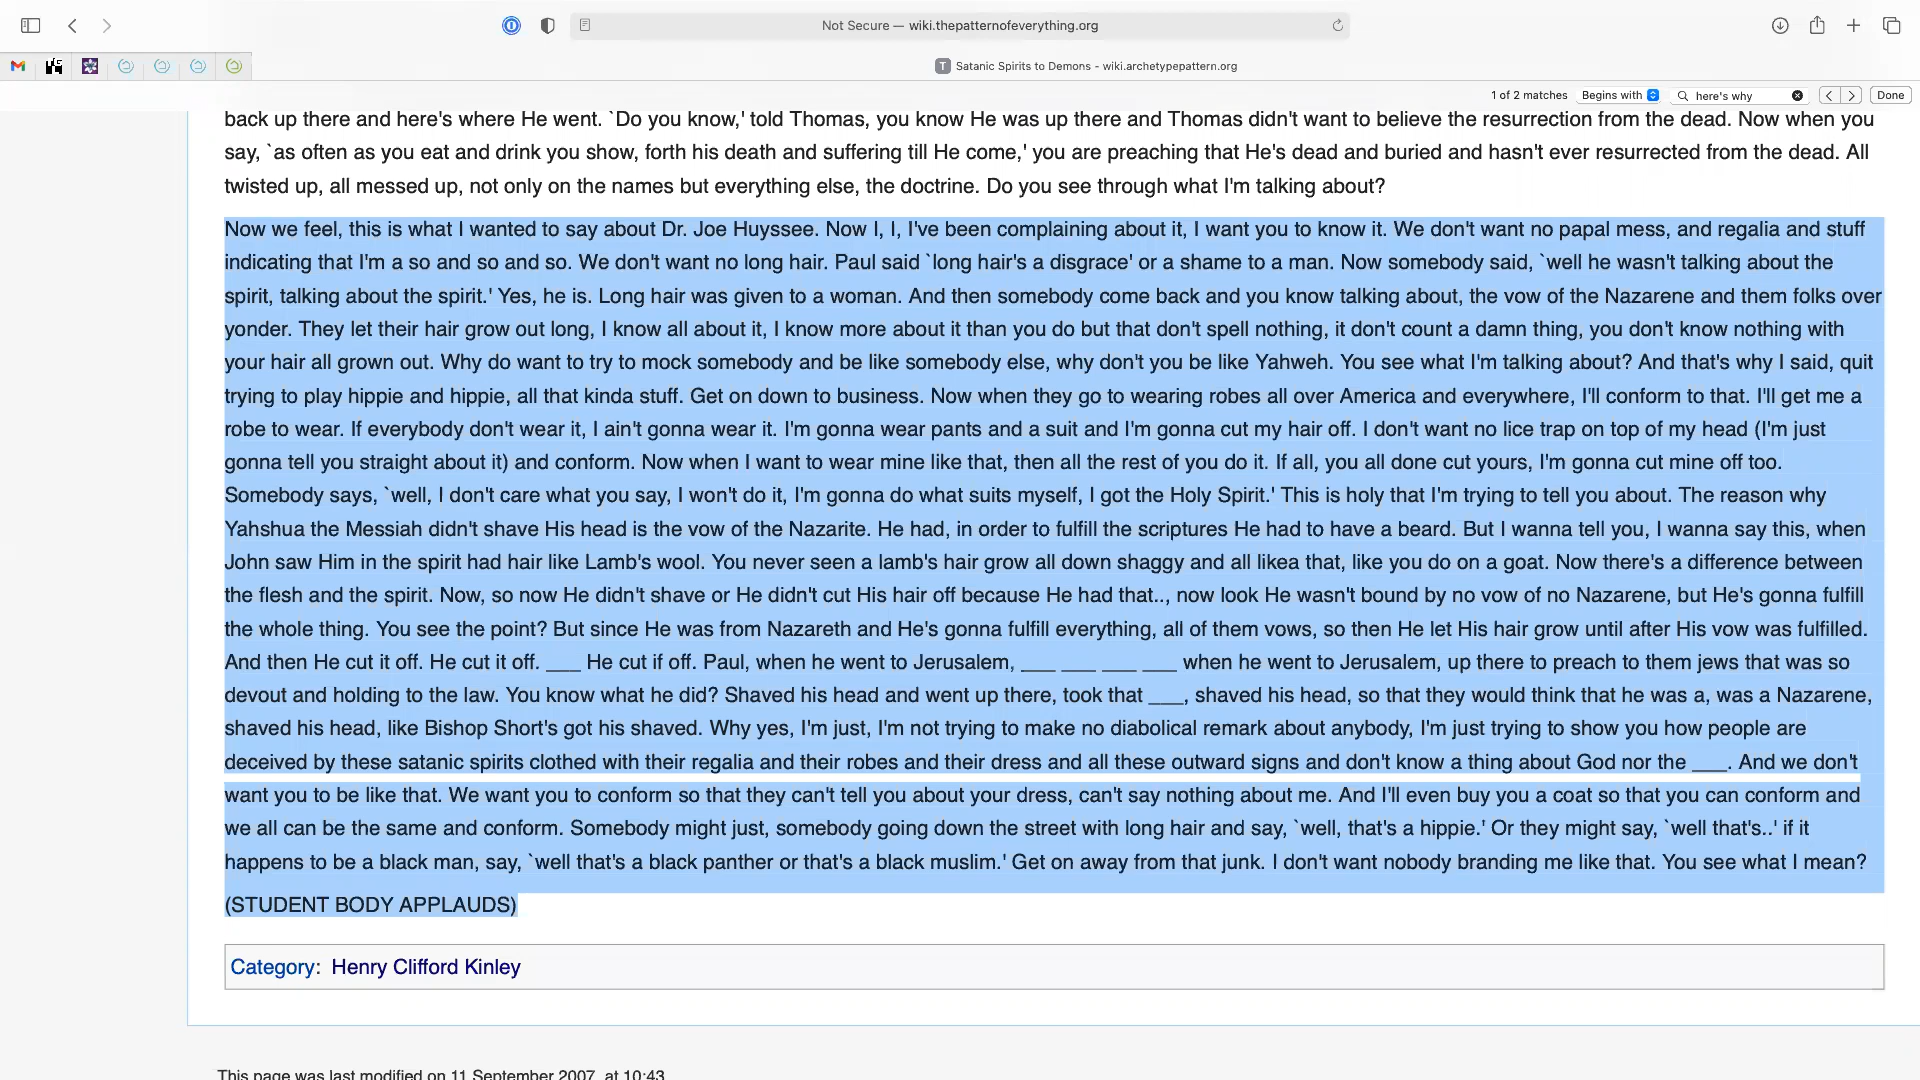 Not Secure — wiki.thepatternofeverything.org
Satanic Spirits to Demons - wiki.archetypepattern.org
1 of 2 matches Begins with here's why Done
back up there and here's where He went. `Do you know,' told Thomas, you know He was up there and Thomas didn't want to believe the resurrection from the dead. Now when you
say, `as often as you eat and drink you show, forth his death and suffering till He come,' you are preaching that He's dead and buried and hasn't ever resurrected from the dead. All
twisted up, all messed up, not only on the names but everything else, the doctrine. Do you see through what I'm talking about?
Now we feel, this is what I wanted to say about Dr. Joe Huyssee. Now I, I, I've been complaining about it, I want you to know it. We don't want no papal mess, and regalia and stuff
indicating that I'm a so and so and so. We don't want no long hair. Paul said `long hair's a disgrace' or a shame to a man. Now somebody said, `well he wasn't talking about the
spirit, talking about the spirit.' Yes, he is. Long hair was given to a woman. And then somebody come back and you know talking about, the vow of the Nazarene and them folks over
yonder. They let their hair grow out long, I know all about it, I know more about it than you do but that don't spell nothing, it don't count a damn thing, you don't know nothing with
your hair all grown out. Why do want to try to mock somebody and be like somebody else, why don't you be like Yahweh. You see what I'm talking about? And that's why I said, quit
trying to play hippie and hippie, all that kinda stuff. Get on down to business. Now when they go to wearing robes all over America and everywhere, I'll conform to that. I'll get me a
robe to wear. If everybody don't wear it, I ain't gonna wear it. I'm gonna wear pants and a suit and I'm gonna cut my hair off. I don't want no lice trap on top of my head (I'm just
gonna tell you straight about it) and conform. Now when I want to wear mine like that, then all the rest of you do it. If all, you all done cut yours, I'm gonna cut mine off too.
Somebody says, `well, I don't care what you say, I won't do it, I'm gonna do what suits myself, I got the Holy Spirit.' This is holy that I'm trying to tell you about. The reason why
Yahshua the Messiah didn't shave His head is the vow of the Nazarite. He had, in order to fulfill the scriptures He had to have a beard. But I wanna tell you, I wanna say this, when
John saw Him in the spirit had hair like Lamb's wool. You never seen a lamb's hair grow all down shaggy and all likea that, like you do on a goat. Now there's a difference between
the flesh and the spirit. Now, so now He didn't shave or He didn't cut His hair off because He had that.., now look He wasn't bound by no vow of no Nazarene, but He's gonna fulfill
the whole thing. You see the point? But since He was from Nazareth and He's gonna fulfill everything, all of them vows, so then He let His hair grow until after His vow was fulfilled.
And then He cut it off. He cut it off. ___ He cut if off. Paul, when he went to Jerusalem, ___ ___ ___ ___ when he went to Jerusalem, up there to preach to them jews that was so
devout and holding to the law. You know what he did? Shaved his head and went up there, took that ___, shaved his head, so that they would think that he was a, was a Nazarene,
shaved his head, like Bishop Short's got his shaved. Why yes, I'm just, I'm not trying to make no diabolical remark about anybody, I'm just trying to show you how people are
deceived by these satanic spirits clothed with their regalia and their robes and their dress and all these outward signs and don't know a thing about God nor the ___. And we don't
want you to be like that. We want you to conform so that they can't tell you about your dress, can't say nothing about me. And I'll even buy you a coat so that you can conform and
we all can be the same and conform. Somebody might just, somebody going down the street with long hair and say, `well, that's a hippie.' Or they might say, `well that's..' if it
happens to be a black man, say, `well that's a black panther or that's a black muslim.' Get on away from that junk. I don't want nobody branding me like that. You see what I mean?
(STUDENT BODY APPLAUDS)
Category: Henry Clifford Kinley
This page was last modified on 11 September 2007, at 10:43